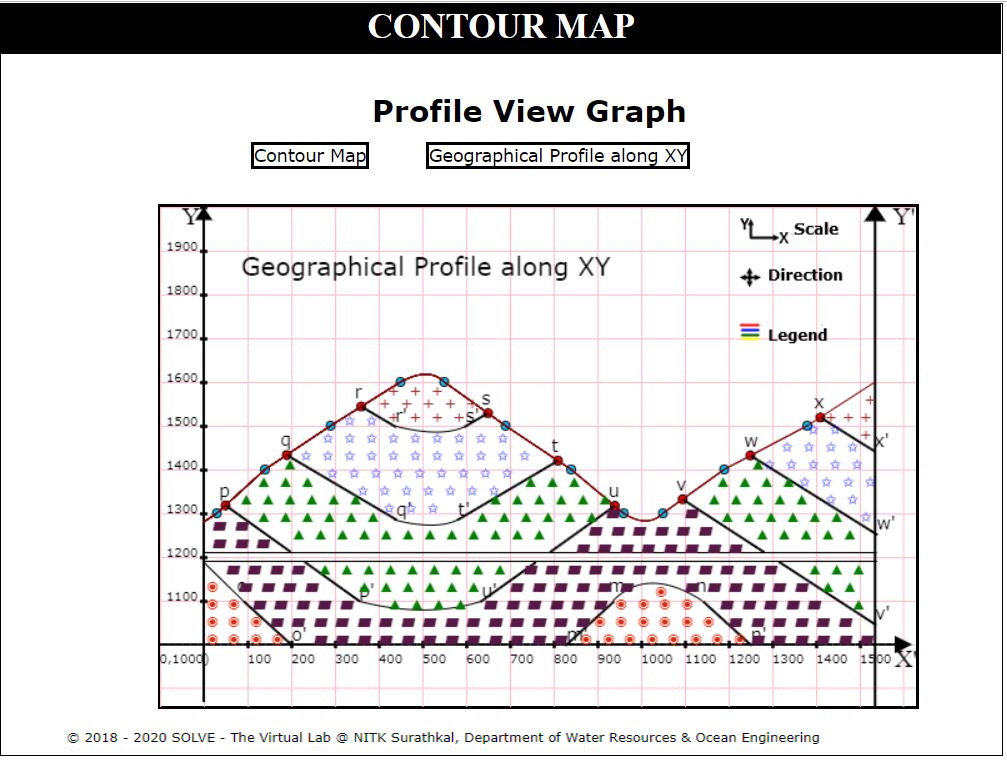 CONTOUR MAP
Profile View Graph
Contour Map Geographical Profile along XY
Y Y'
Y X Scale
1900
Geographical Profile along XY
Direction
1800
1700 Legend
1600
r s x
1500 r' s'
q t w x'
1400
p u v
1300 q' t' w'
1200
o p' u' m n
1100 v'
o' m' n'
0,1000) 100 200 300 400 500 600 700 800 900 1000 1100 1200 1300 1400 1500 X'
© 2018 - 2020 SOLVE - The Virtual Lab @ NITK Surathkal, Department of Water Resources & Ocean Engineering